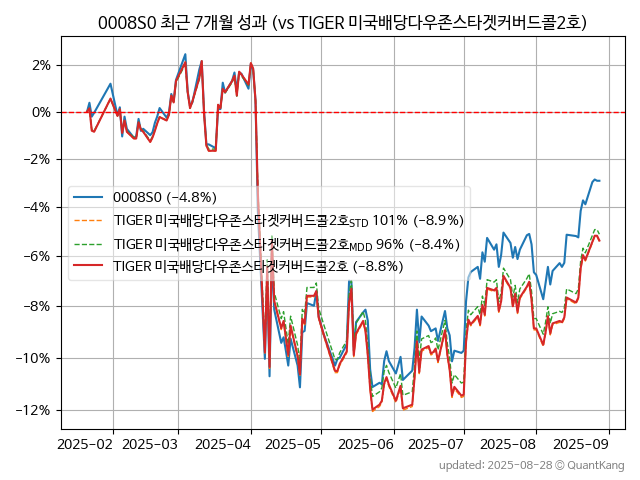 0008S0 최근 7개월 성과 (vs TIGER 미국배당다우존스타겟커버드콜2호)
2%
0%
−2%
−4%
−6%
−8%
−10%
−12%
0008S0 (−4.8%)
TIGER 미국배당다우존스타겟커버드콜2호STD 101% (−8.9%)
TIGER 미국배당다우존스타겟커버드콜2호MDD 96% (−8.4%)
TIGER 미국배당다우존스타겟커버드콜2호 (−8.8%)
2025-02 2025-03 2025-04 2025-05 2025-06 2025-07 2025-08 2025-09
updated: 2025-08-28 © QuantKang